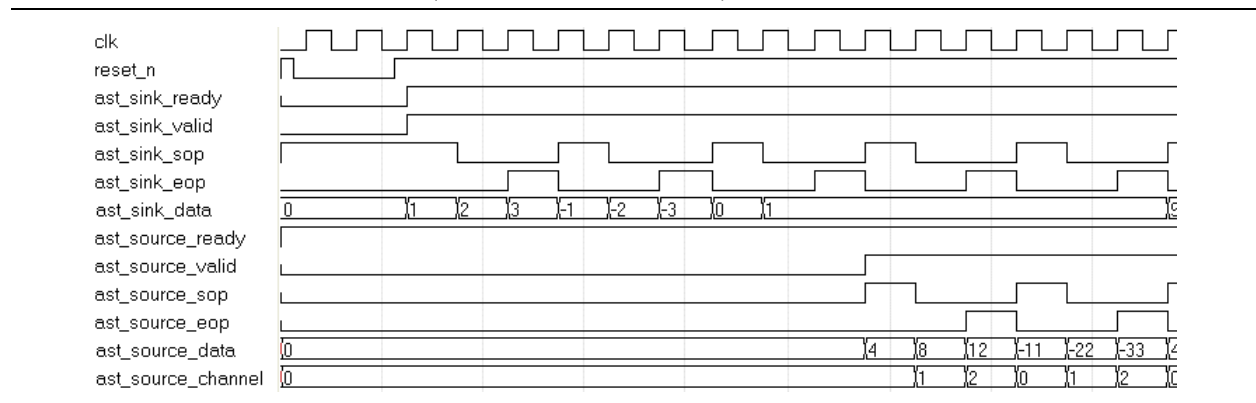 clk
reset_n
ast_sink_ready
ast_sink_valid
ast_sink_sop
ast_sink_eop
ast_sink_data 0 1 2 3 -1 -2 -3 0 1
ast_source_ready
ast_source_valid
ast_source_sop
ast_source_eop
ast_source_data 0 4 8 12 -11 -22 -33
ast_source_channel 0 1 2 0 1 2